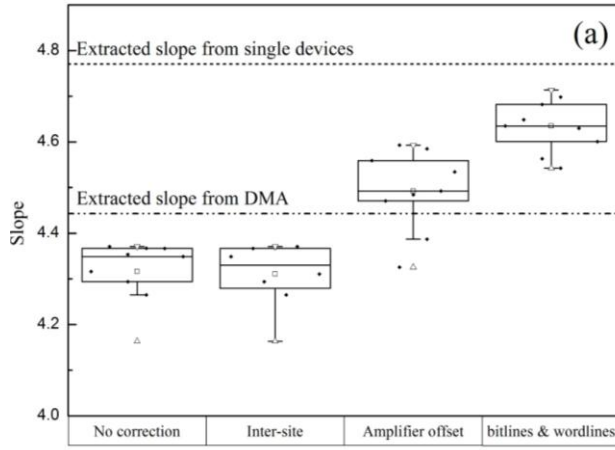 (a)
4.8
Extracted slope from single devices
4.6
Extracted slope from DMA
4.4
Slope
4.2
4.0
No correction Inter-site Amplifier offset bitlines & wordlines